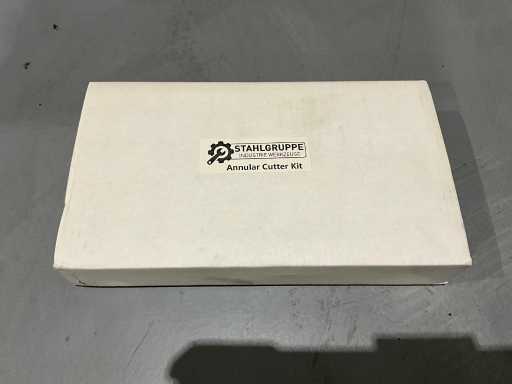 STAHLGRUPPE
INDUSTRIE WERKZEUGE
Annular Cutter Kit